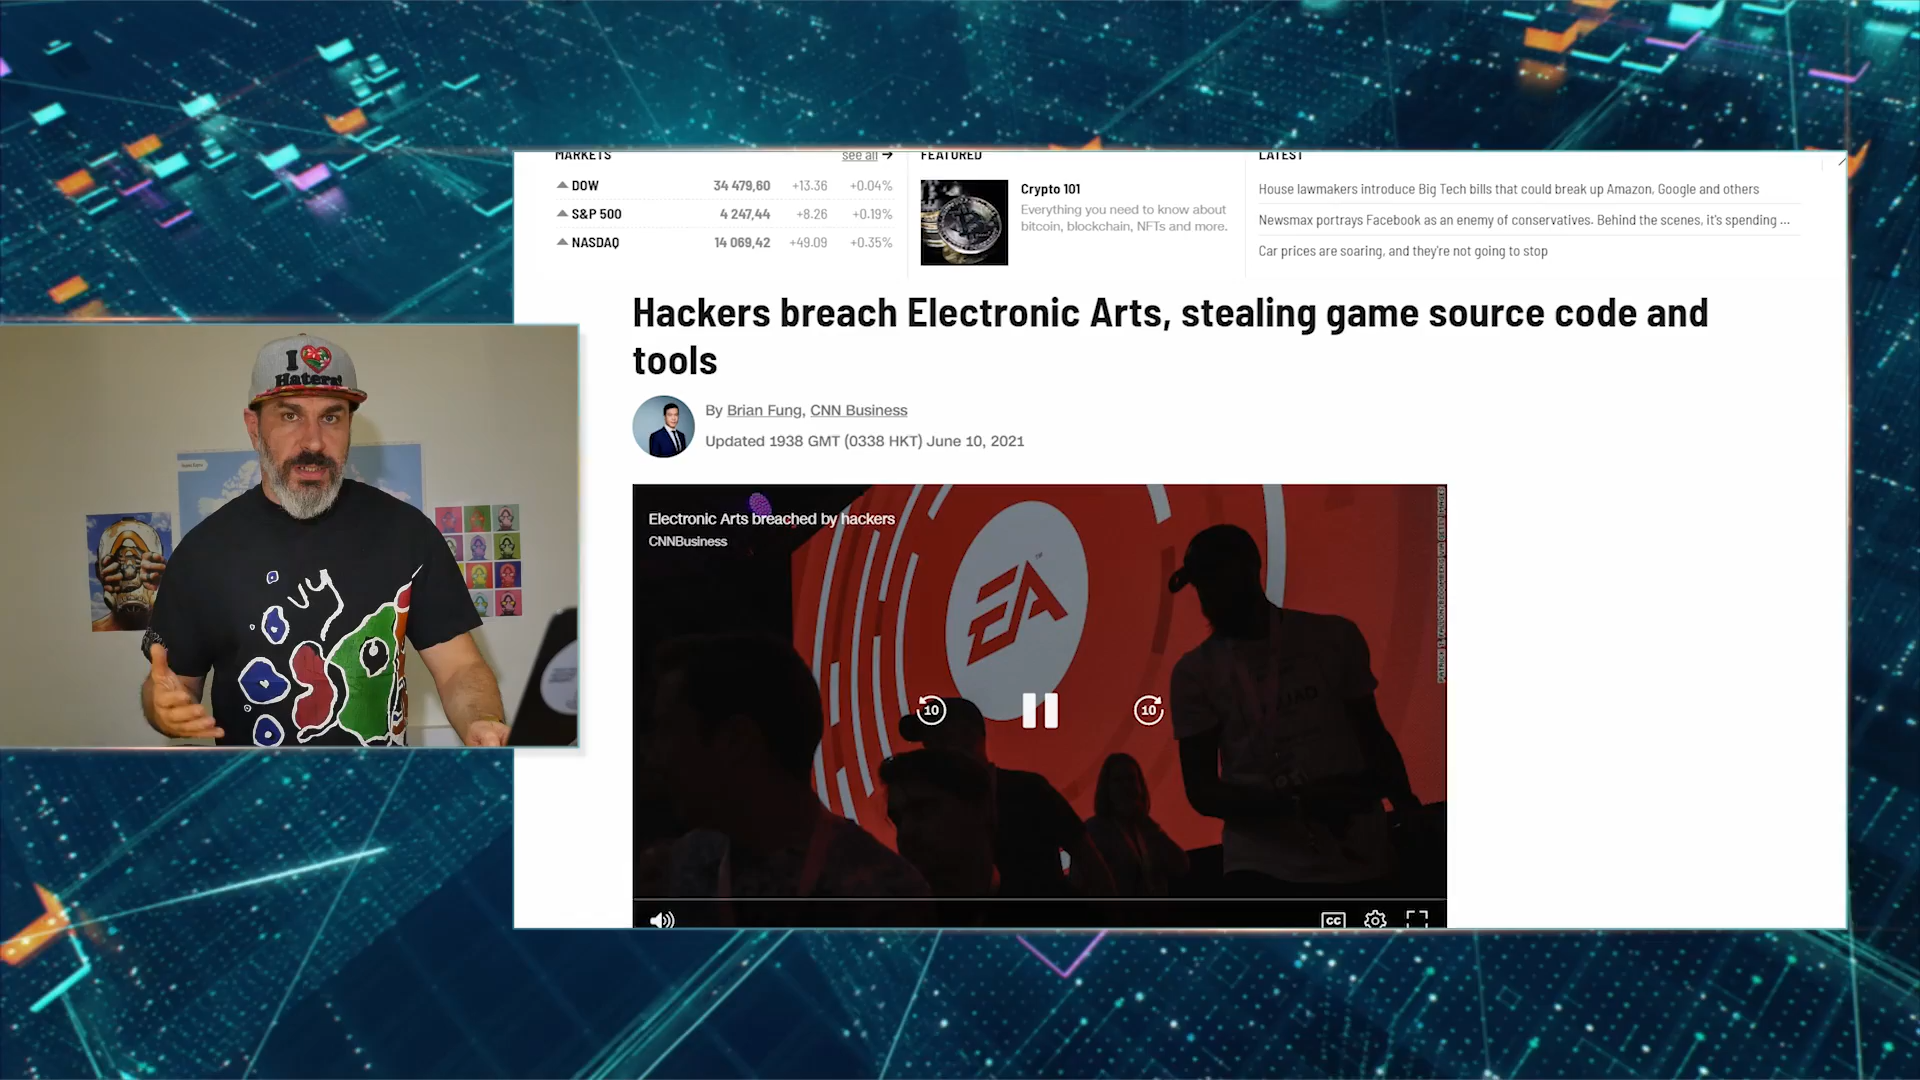 MARKETS
see all
DOW 34 479,60 +13.36 +0.04%
S&P 500 4 247,44 +8.26 +0.19%
NASDAQ 14 069,42 +49.09 +0.35%
FEATURED
Crypto 101
Everything you need to know about
bitcoin, blockchain, NFTs and more.
LATEST
House lawmakers introduce Big Tech bills that could break up Amazon, Google and others
Newsmax portrays Facebook as an enemy of conservatives. Behind the scenes, it's spending ...
Car prices are soaring, and they're not going to stop
Hackers breach Electronic Arts, stealing game source code and
tools
By Brian Fung, CNN Business
Updated 1938 GMT (0338 HKT) June 10, 2021
Electronic Arts breached by hackers
CNNBusiness
EA
10
10
CC
I
Haters!